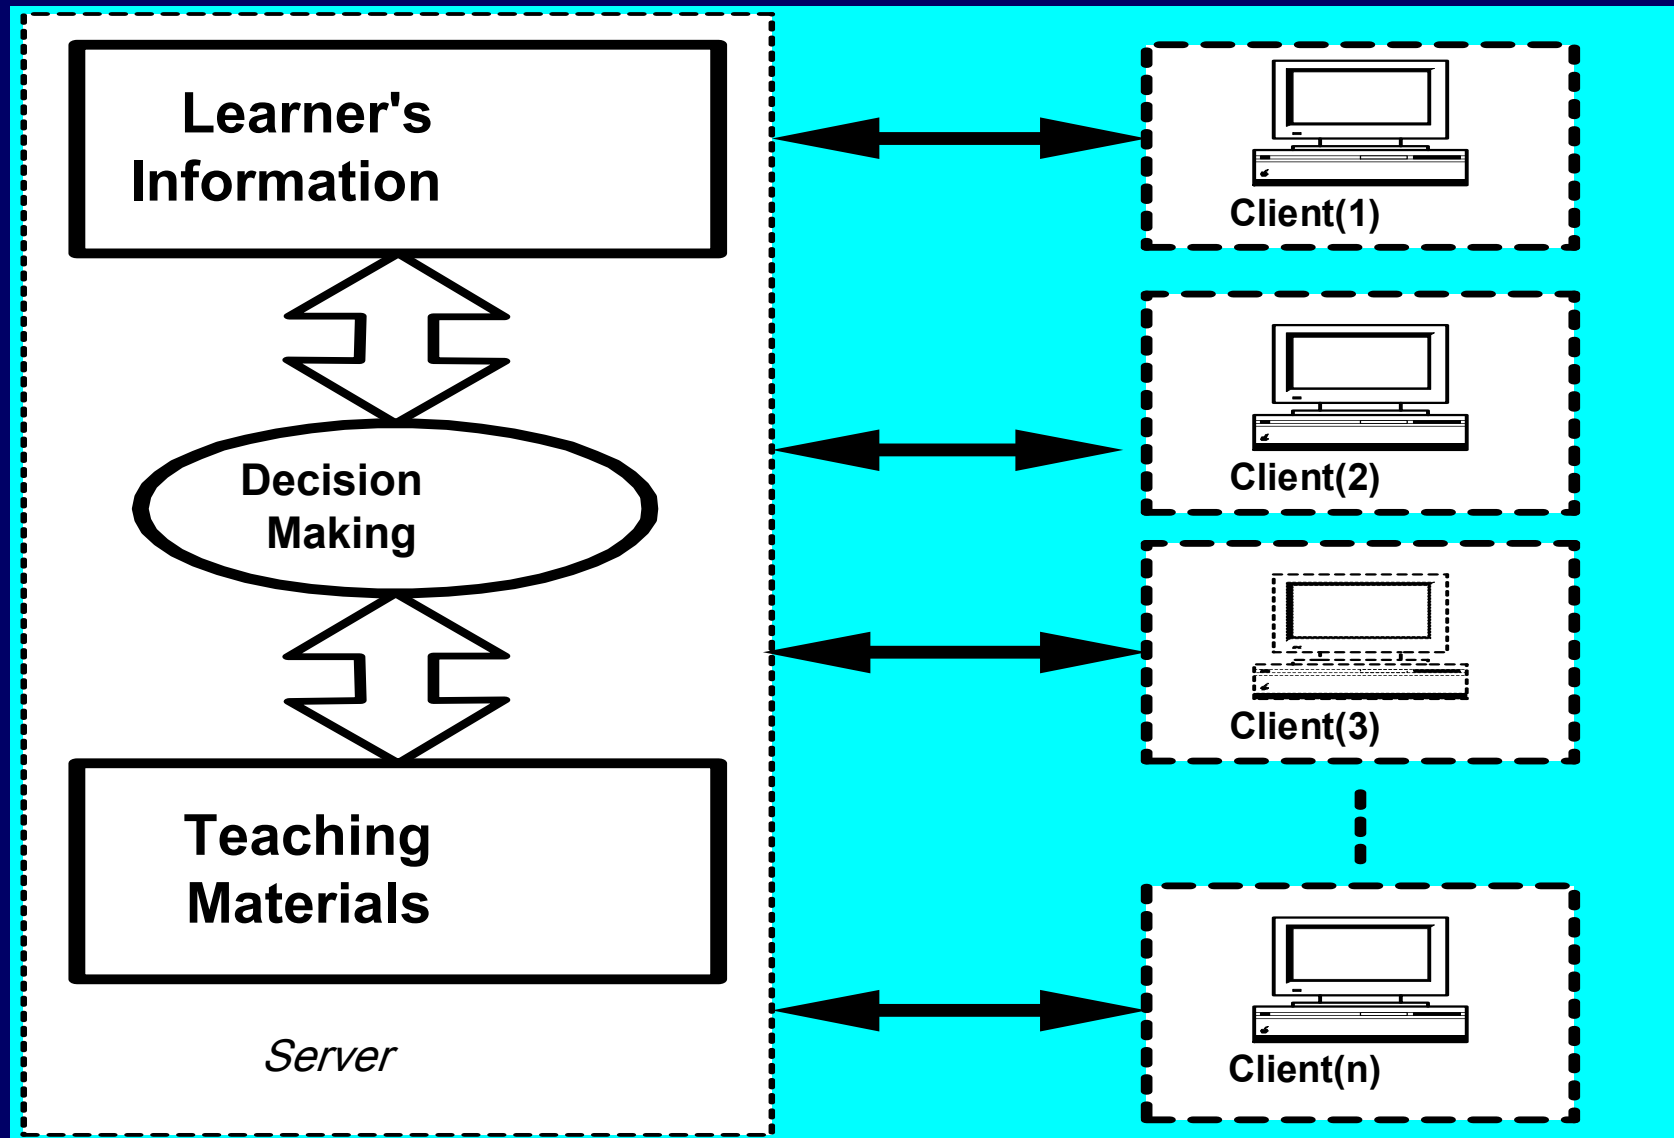 Learner's
Information
Decision
Making
Teaching
Materials
Server
Client(1)
Client(2)
Client(3)
Client(n)